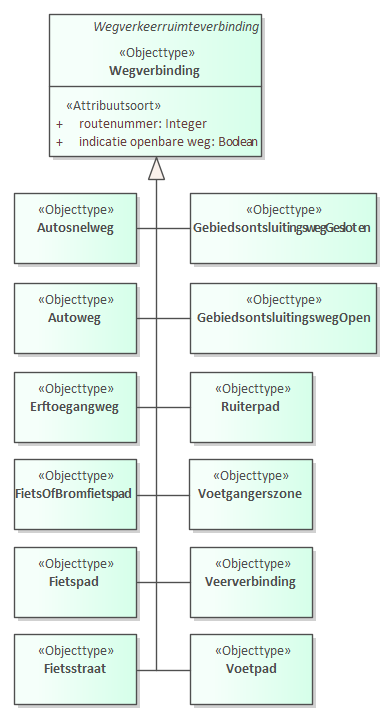 Wegverkeerruimteverbinding
«Objecttype»
Wegverbinding
«Attribuutsoort»
+ routenummer: Integer
+ indicatie openbare weg: Boolean
«Objecttype»
Autosnelweg
«Objecttype»
GebiedsontsluitingswegGesloten
«Objecttype»
Autoweg
«Objecttype»
GebiedsontsluitingswegOpen
«Objecttype»
Erftoegangweg
«Objecttype»
Ruiterpad
«Objecttype»
FietsOfBromfietspad
«Objecttype»
Voetgangerszone
«Objecttype»
Fietspad
«Objecttype»
Veerverbinding
«Objecttype»
Fietsstraat
«Objecttype»
Voetpad